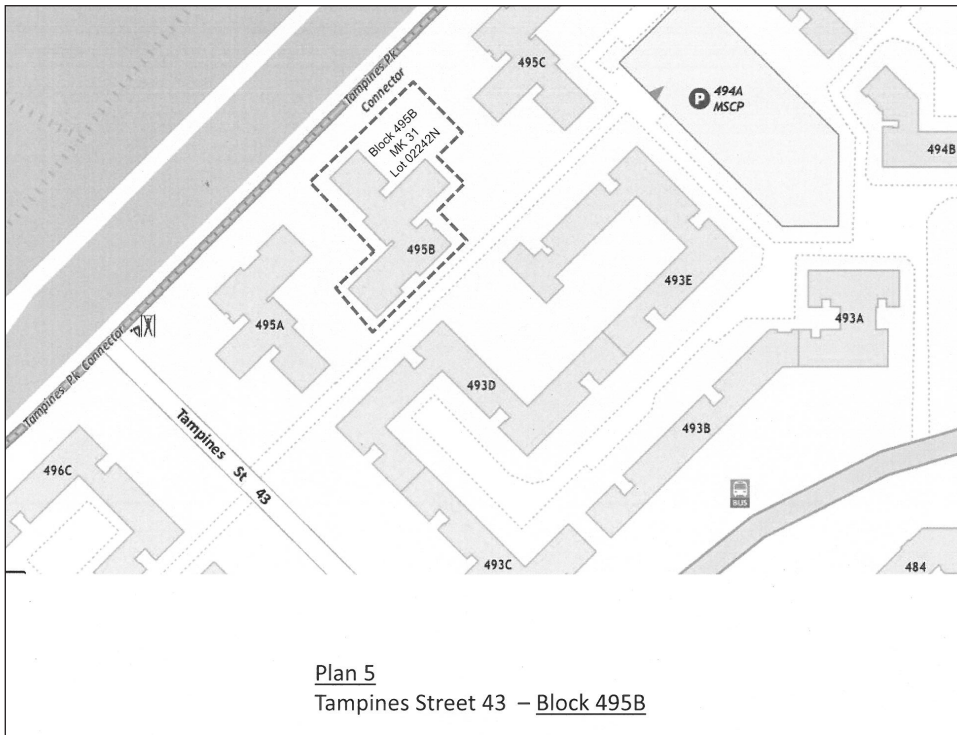 Tampines Pk
Connector
495C
P 494A
MSCP
494B
Block 495B
MK 31
Lot 02242N
495B
493E
495A
493A
Tampines Pk Connector
493D
Tampines St 43
493B
496C
BUS
493C
484
Plan 5
Tampines Street 43 – Block 495B